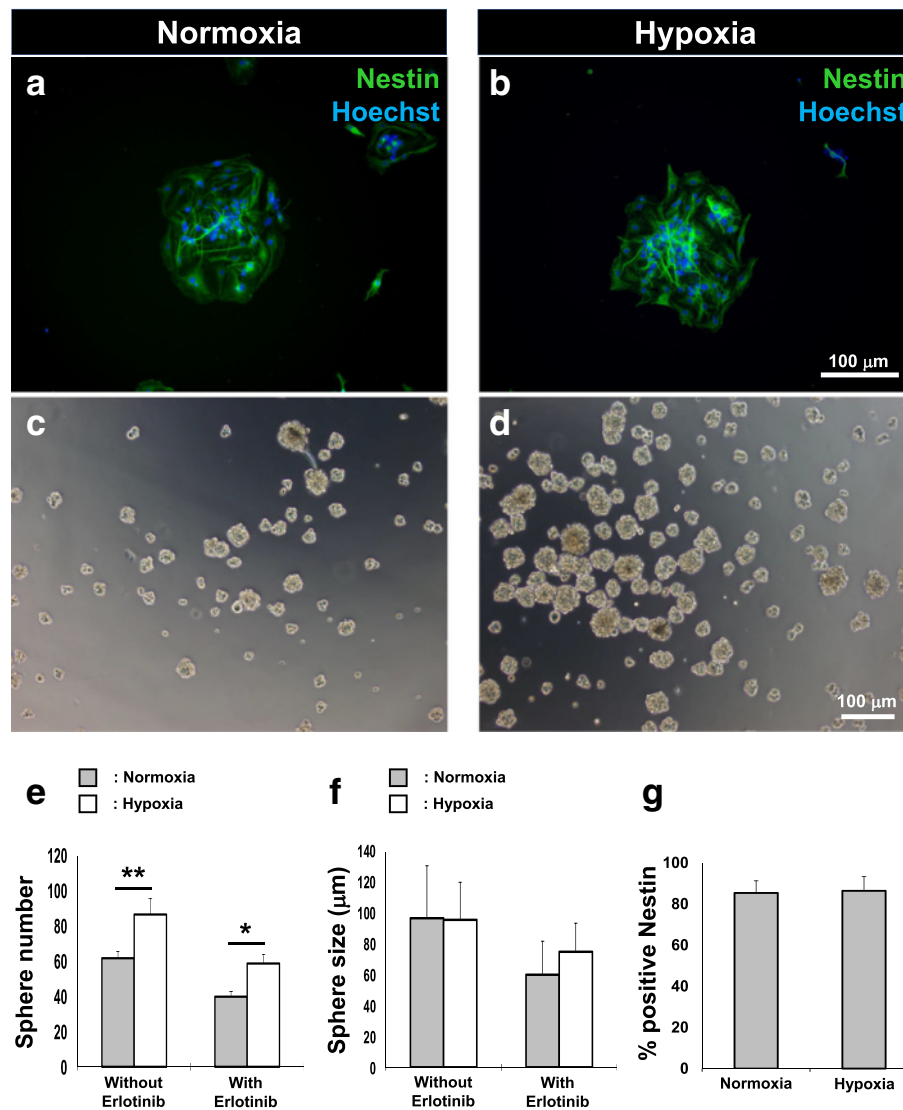 Normoxia
Hypoxia
a
Nestin
Hoechst
b
Nestin
Hoechst
100 μm
c
d
100 μm
e
: Normoxia
: Hypoxia
Sphere number
120
100
80
60
40
20
0
**
*
Without
Erlotinib
With
Erlotinib
f
: Normoxia
: Hypoxia
Sphere size (μm)
140
120
100
80
60
40
20
0
Without
Erlotinib
With
Erlotinib
g
% positive Nestin
100
80
60
40
20
0
Normoxia
Hypoxia